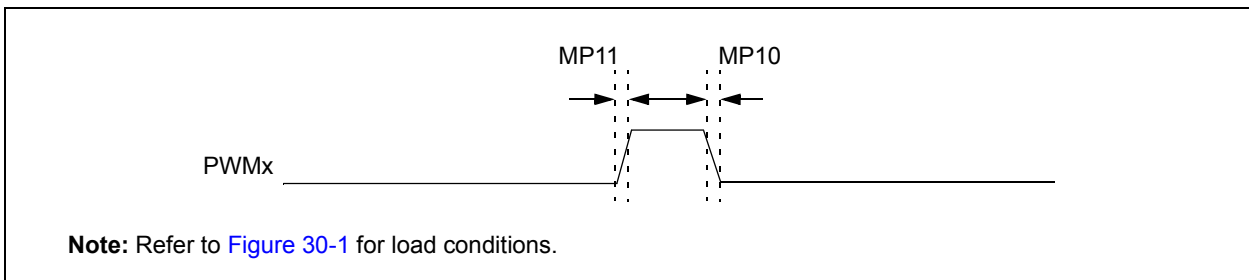 MP11 MP10
PWMx
Note: Refer to Figure 30-1 for load conditions.